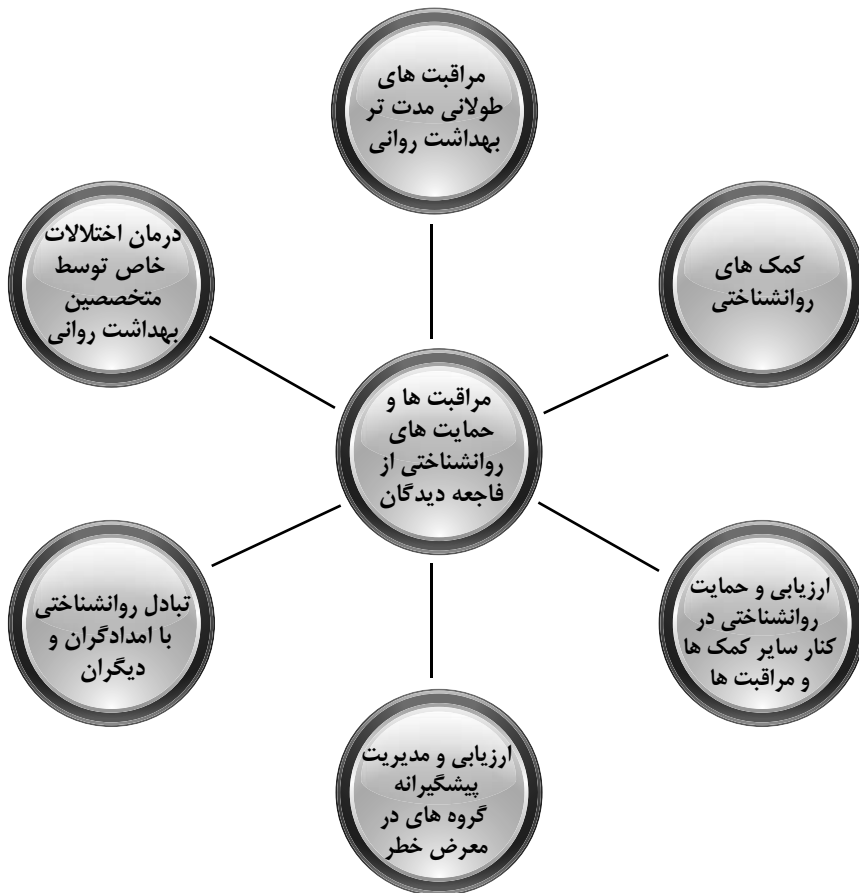 مراقبت های
طولانی مدت تر
بهداشت روانی
کمک های
روانشناختی
درمان اختلالات
خاص توسط
متخصصین
بهداشت روانی
مراقبت ها و
حمایت های
روانشناختی از
فاجعه دیدگان
ارزیابی و حمایت
روانشناختی در
کنار سایر کمک ها
و مراقبت ها
تبادل روانشناختی
با امدادگران و
دیگران
ارزیابی و مدیریت
پیشگیرانه
گروه های در
معرض خطر